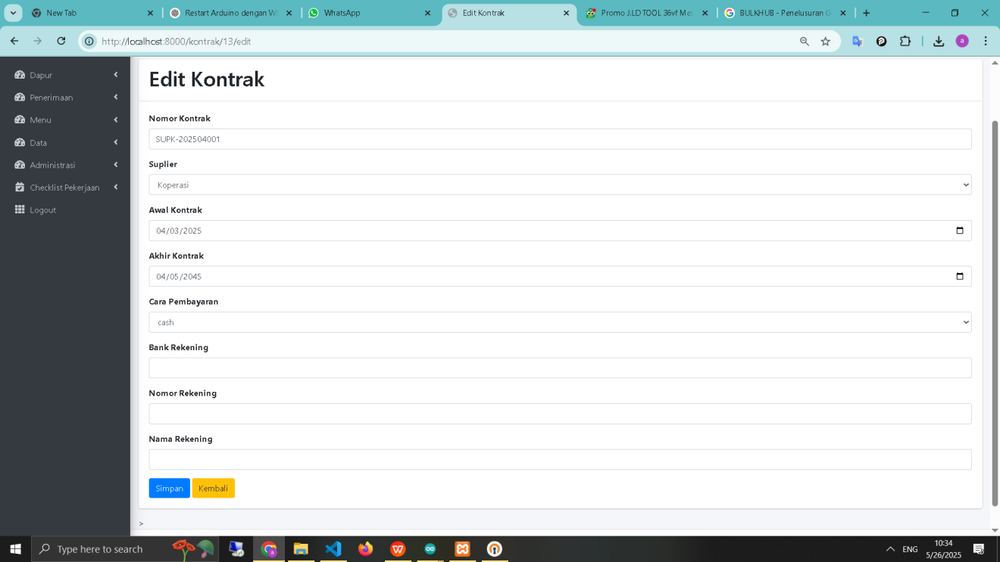 New Tab
Restart Arduino dengan WI
WhatsApp
Edit Kontrak
Promo J.LD TOOL 36vf Mes
BULKHUB - Penelusuran G
http://localhost:8000/kontrak/13/edit
a
Dapur
Penerimaan
Menu
Data
Administrasi
Checklist Pekerjaan
Logout
Edit Kontrak
Nomor Kontrak
SUPK-202504001
Suplier
Koperasi
Awal Kontrak
04/03/2025
Akhir Kontrak
04/05/2045
Cara Pembayaran
cash
Bank Rekening
Nomor Rekening
Nama Rekening
Simpan Kembali
>
Type here to search
ENG
10:34
5/26/2025